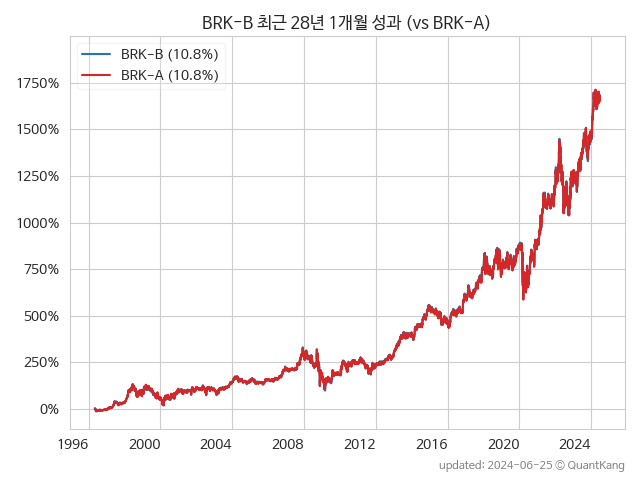 BRK-B 최근 28년 1개월 성과 (vs BRK-A)
BRK-B (10.8%)
BRK-A (10.8%)
1750%
1500%
1250%
1000%
750%
500%
250%
0%
1996 2000 2004 2008 2012 2016 2020 2024
updated: 2024-06-25 ⓒ QuantKang